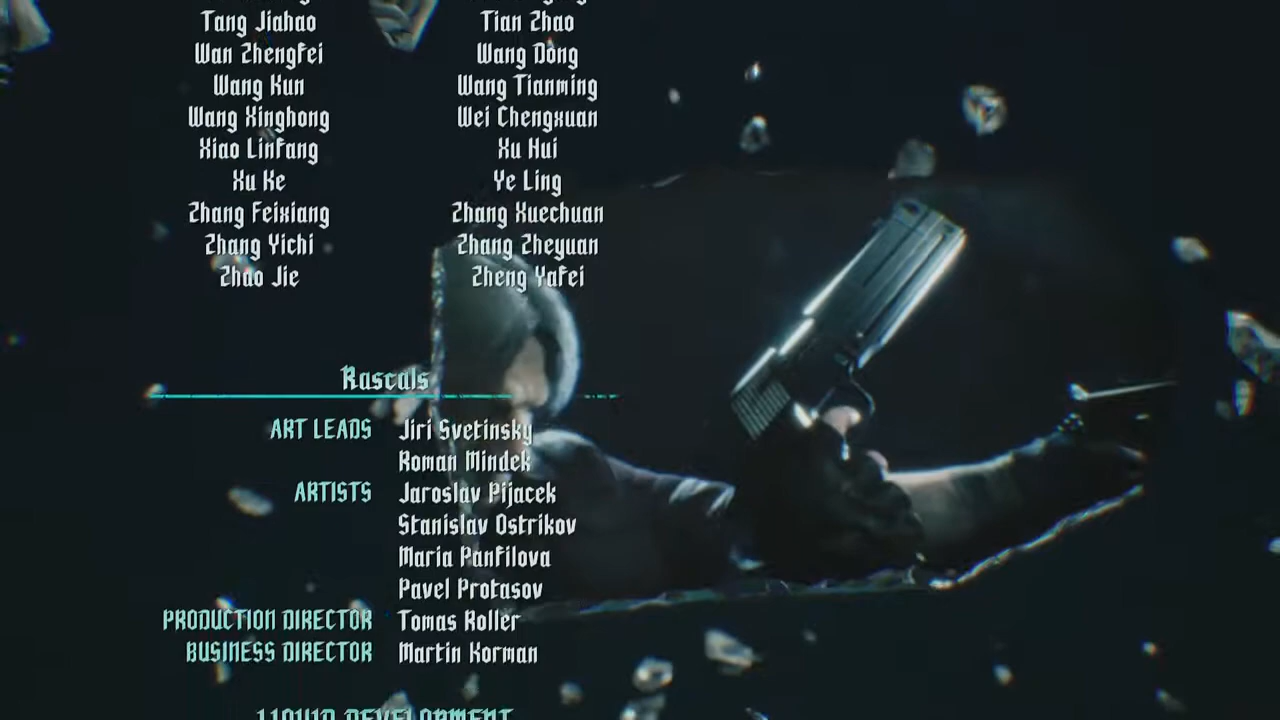 Tang Jiahao Tian Zhao
Wan Zhengfei Wang Dong
Wang Kun Wang Tianming
Wang Xinghong Wei Chengxuan
Xiao Linfang Xu Hui
Xu Ke Ye Ling
Zhang Feixiang Zhang Xuechuan
Zhang Yichi Zhang Zheyuan
Zhao Jie Zheng Yafei
Rascals
ART LEADS Jiri Svetinsky
Roman Mindek
ARTISTS Jaroslav Pijacek
Stanislav Ostrikov
Maria Panfilova
Pavel Protasov
PRODUCTION DIRECTOR Tomas Roller
BUSINESS DIRECTOR Martin Korman
LIQUID DEVELOPMENT